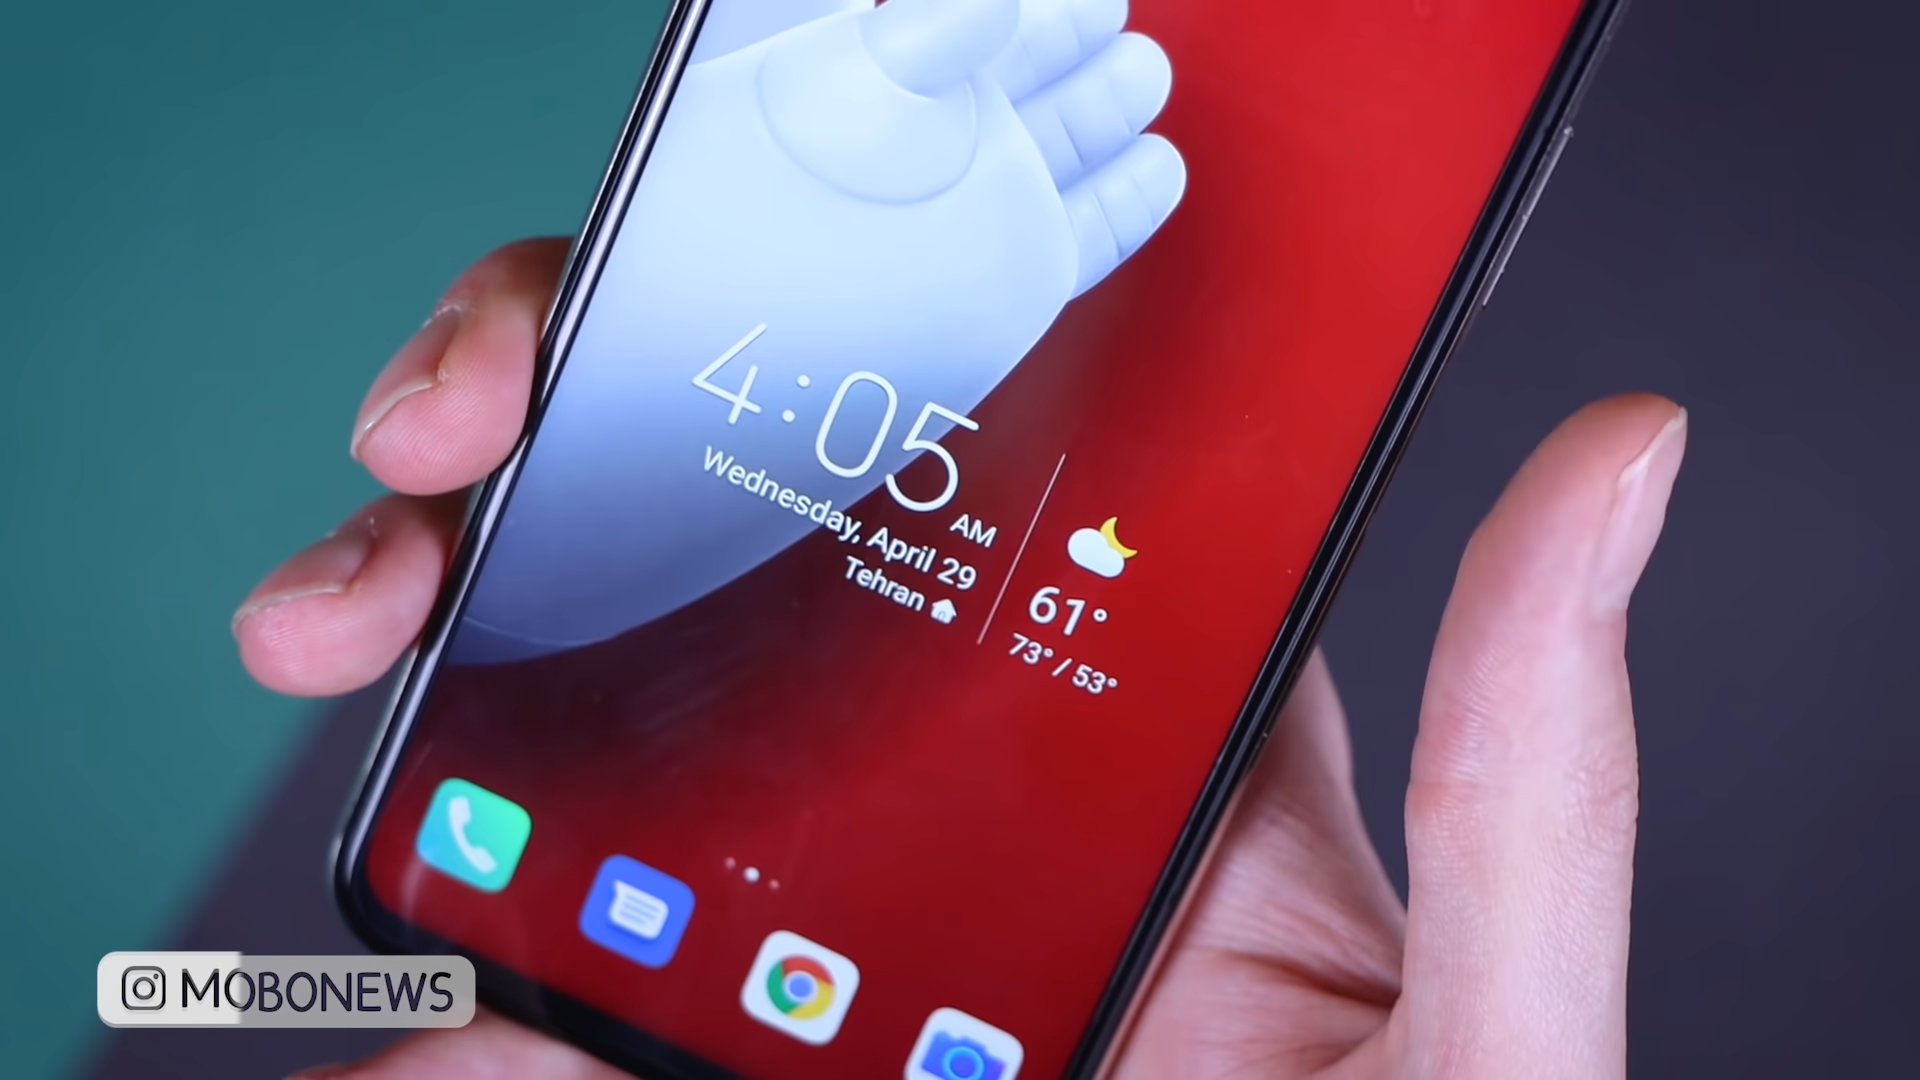 4:05 AM
Wednesday, April 29
Tehran
61°
73° / 53°
MOBONEWS